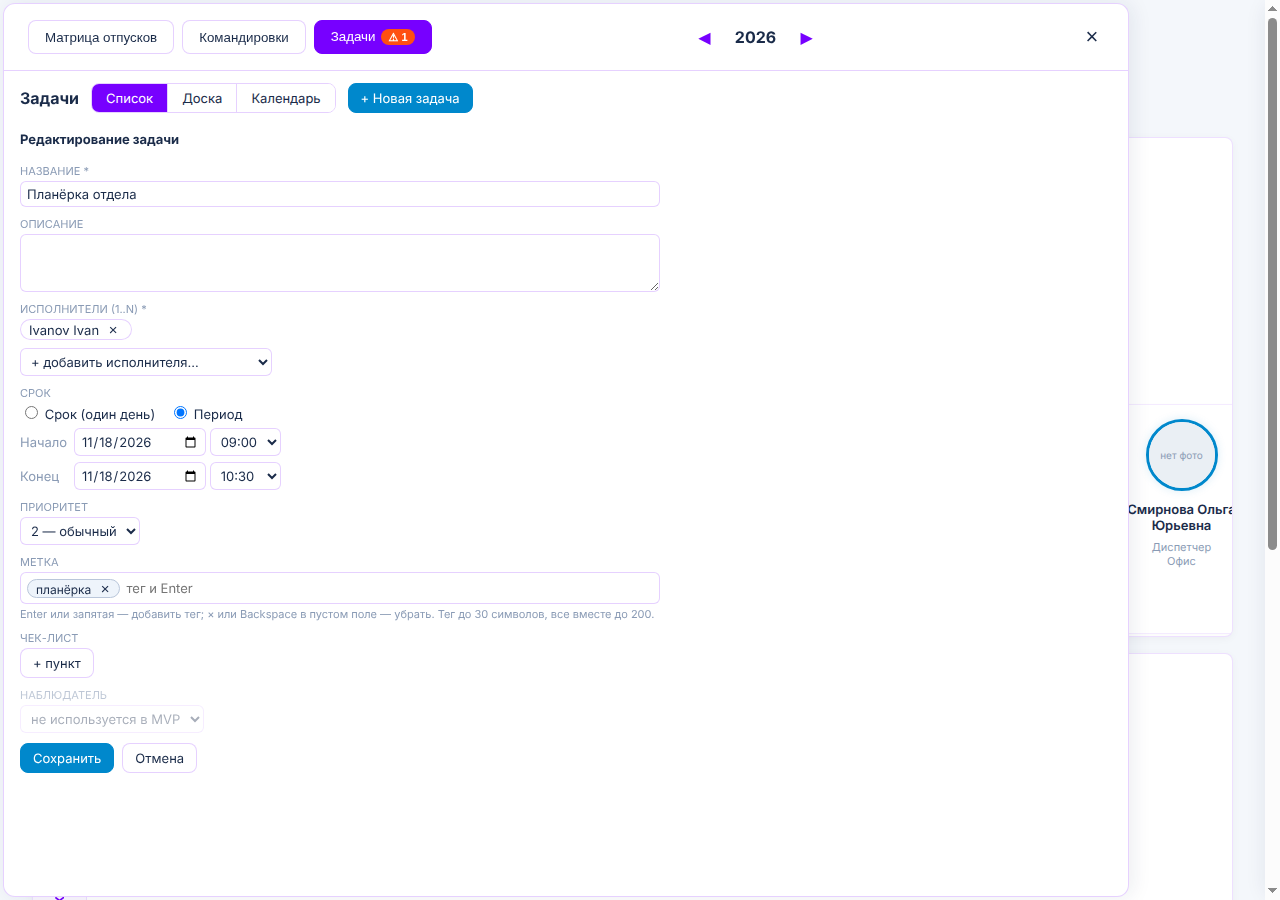 Матрица отпусков
Командировки
Задачи ⚠ 1
◀ 2026 ▶
×
Задачи
Список
Доска
Календарь
+ Новая задача
Редактирование задачи
НАЗВАНИЕ *
Планёрка отдела
ОПИСАНИЕ
ИСПОЛНИТЕЛИ (1..N) *
Ivanov Ivan ×
+ добавить исполнителя...
СРОК
Срок (один день)
Период
Начало 11/18/2026 09:00
Конец 11/18/2026 10:30
ПРИОРИТЕТ
2 — обычный
МЕТКА
планёрка × тег и Enter
Enter или запятая — добавить тег; × или Backspace в пустом поле — убрать. Тег до 30 символов, все вместе до 200.
ЧЕК-ЛИСТ
+ пункт
НАБЛЮДАТЕЛЬ
не используется в MVP
Сохранить
Отмена
нет фото
Смирнова Ольга
Юрьевна
Диспетчер
Офис